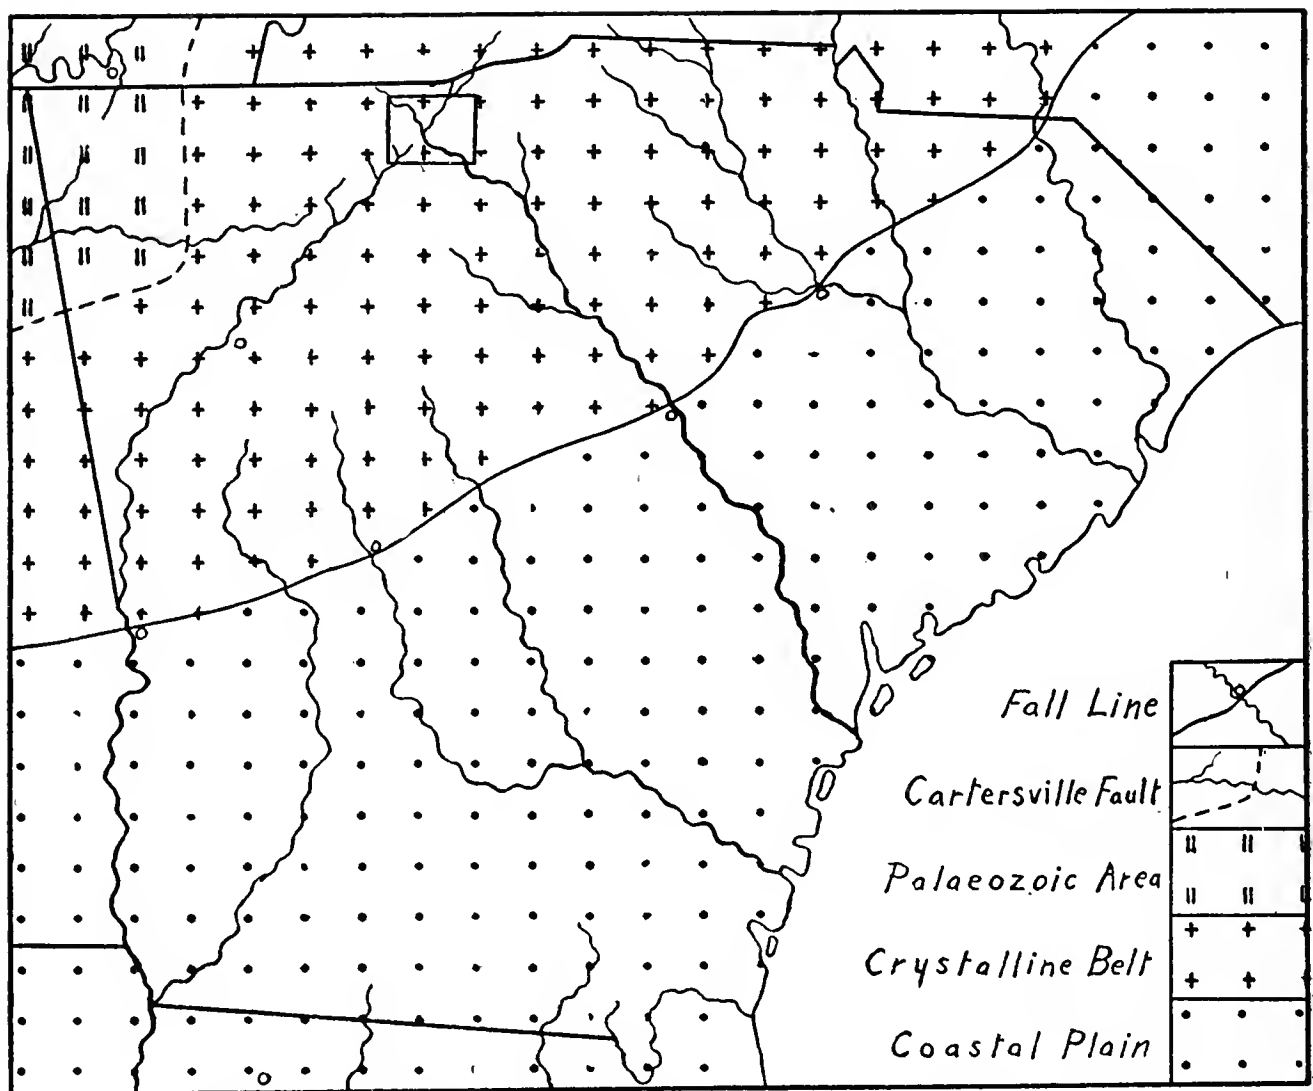 Fall Line
Cartersville Fault
Palaeozoic Area
Crystalline Belt
Coastal Plain